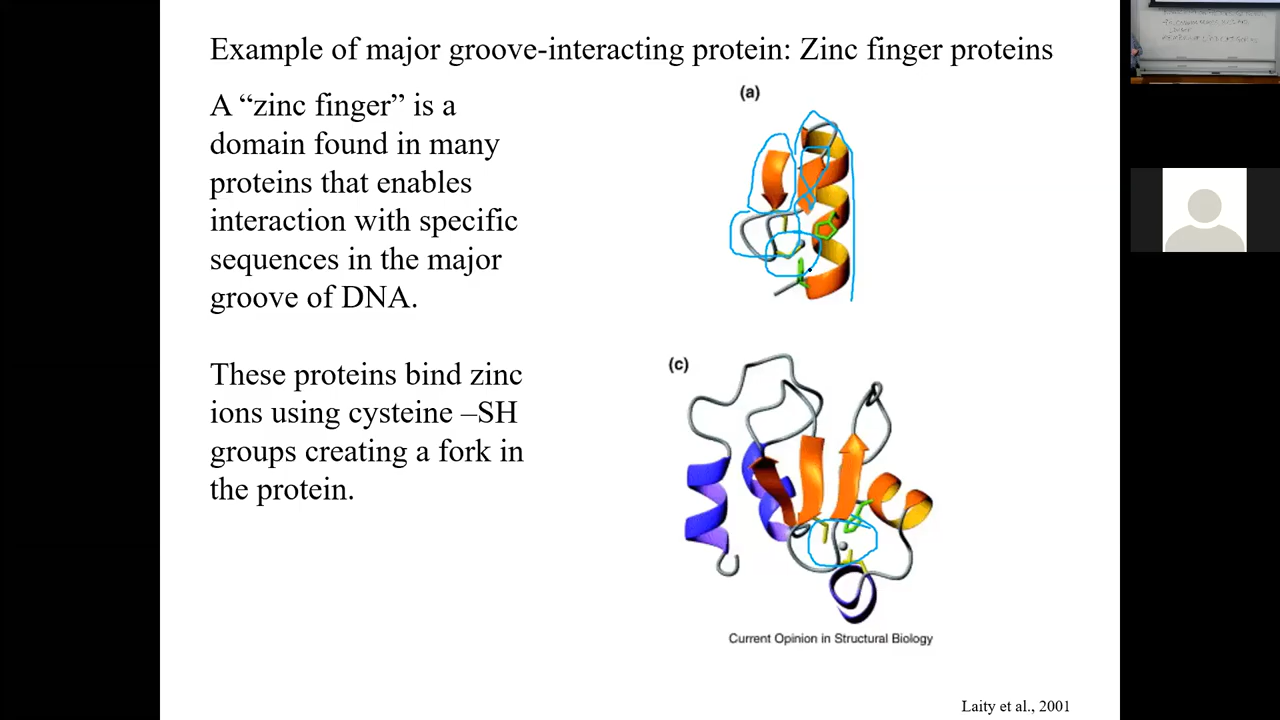 Example of major groove-interacting protein: Zinc finger proteins
A “zinc finger” is a
domain found in many
proteins that enables
interaction with specific
sequences in the major
groove of DNA.
These proteins bind zinc
ions using cysteine –SH
groups creating a fork in
the protein.
(a)
(c)
Current Opinion in Structural Biology
Laity et al., 2001